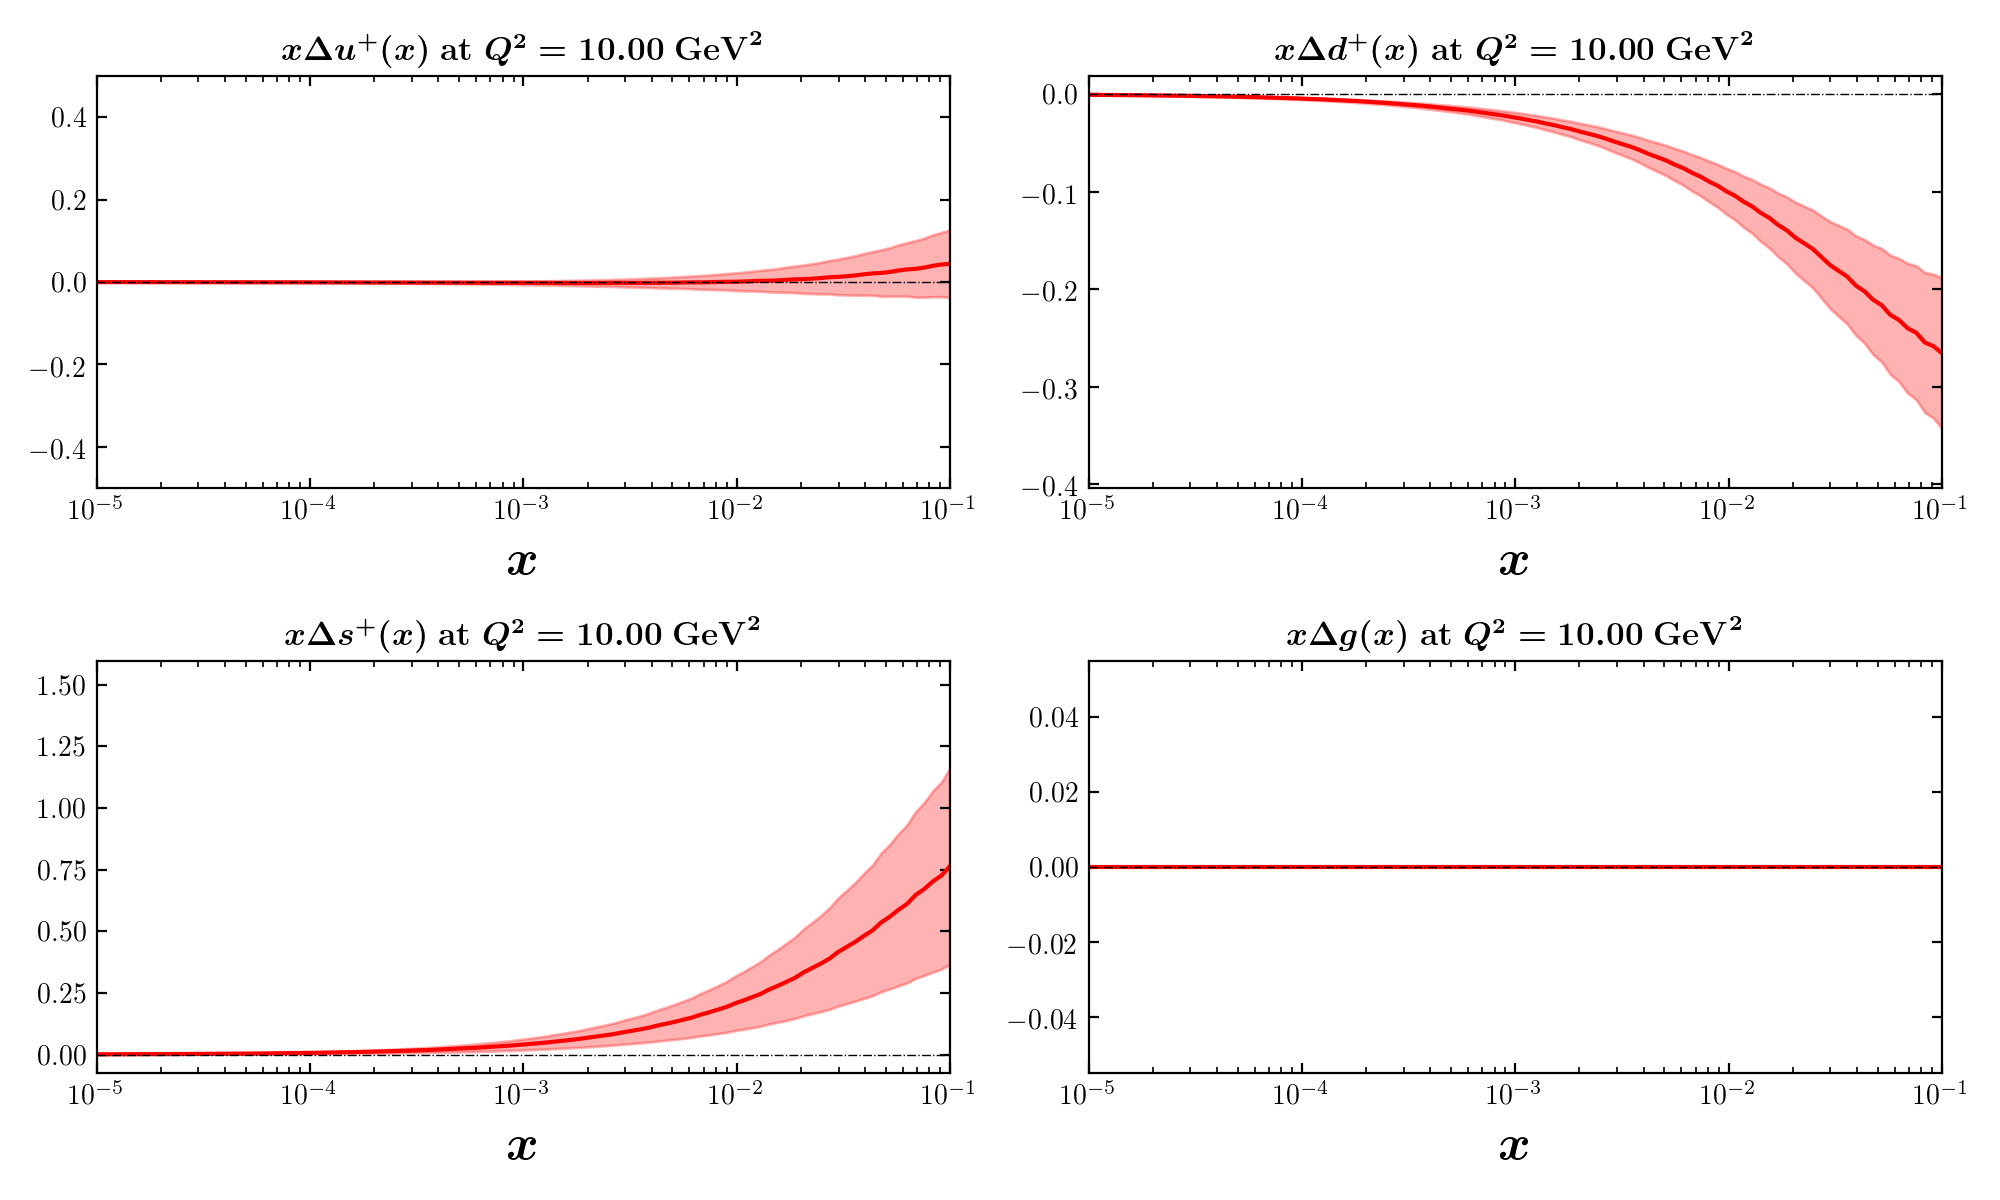 xΔu⁺(x) at Q² = 10.00 GeV²
0.4
0.2
0.0
−0.2
−0.4
10⁻⁵ 10⁻⁴ 10⁻³ 10⁻² 10⁻¹
x
xΔd⁺(x) at Q² = 10.00 GeV²
0.0
−0.1
−0.2
−0.3
−0.4
10⁻⁵ 10⁻⁴ 10⁻³ 10⁻² 10⁻¹
x
xΔs⁺(x) at Q² = 10.00 GeV²
1.50
1.25
1.00
0.75
0.50
0.25
0.00
10⁻⁵ 10⁻⁴ 10⁻³ 10⁻² 10⁻¹
x
xΔg(x) at Q² = 10.00 GeV²
0.04
0.02
0.00
−0.02
−0.04
10⁻⁵ 10⁻⁴ 10⁻³ 10⁻² 10⁻¹
x